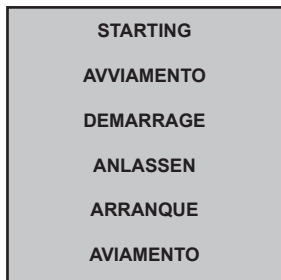 STARTING
AVVIAMENTO
DEMARRAGE
ANLASSEN
ARRANQUE
AVIAMENTO